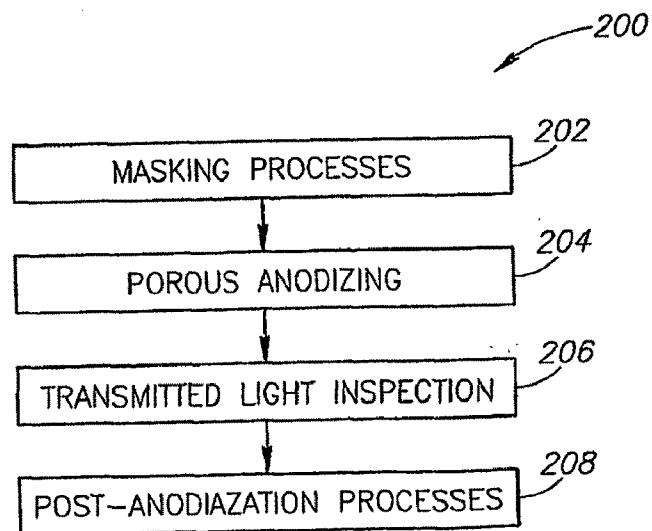 200
202
MASKING PROCESSES
204
POROUS ANODIZING
206
TRANSMITTED LIGHT INSPECTION
208
POST-ANODIAZATION PROCESSES